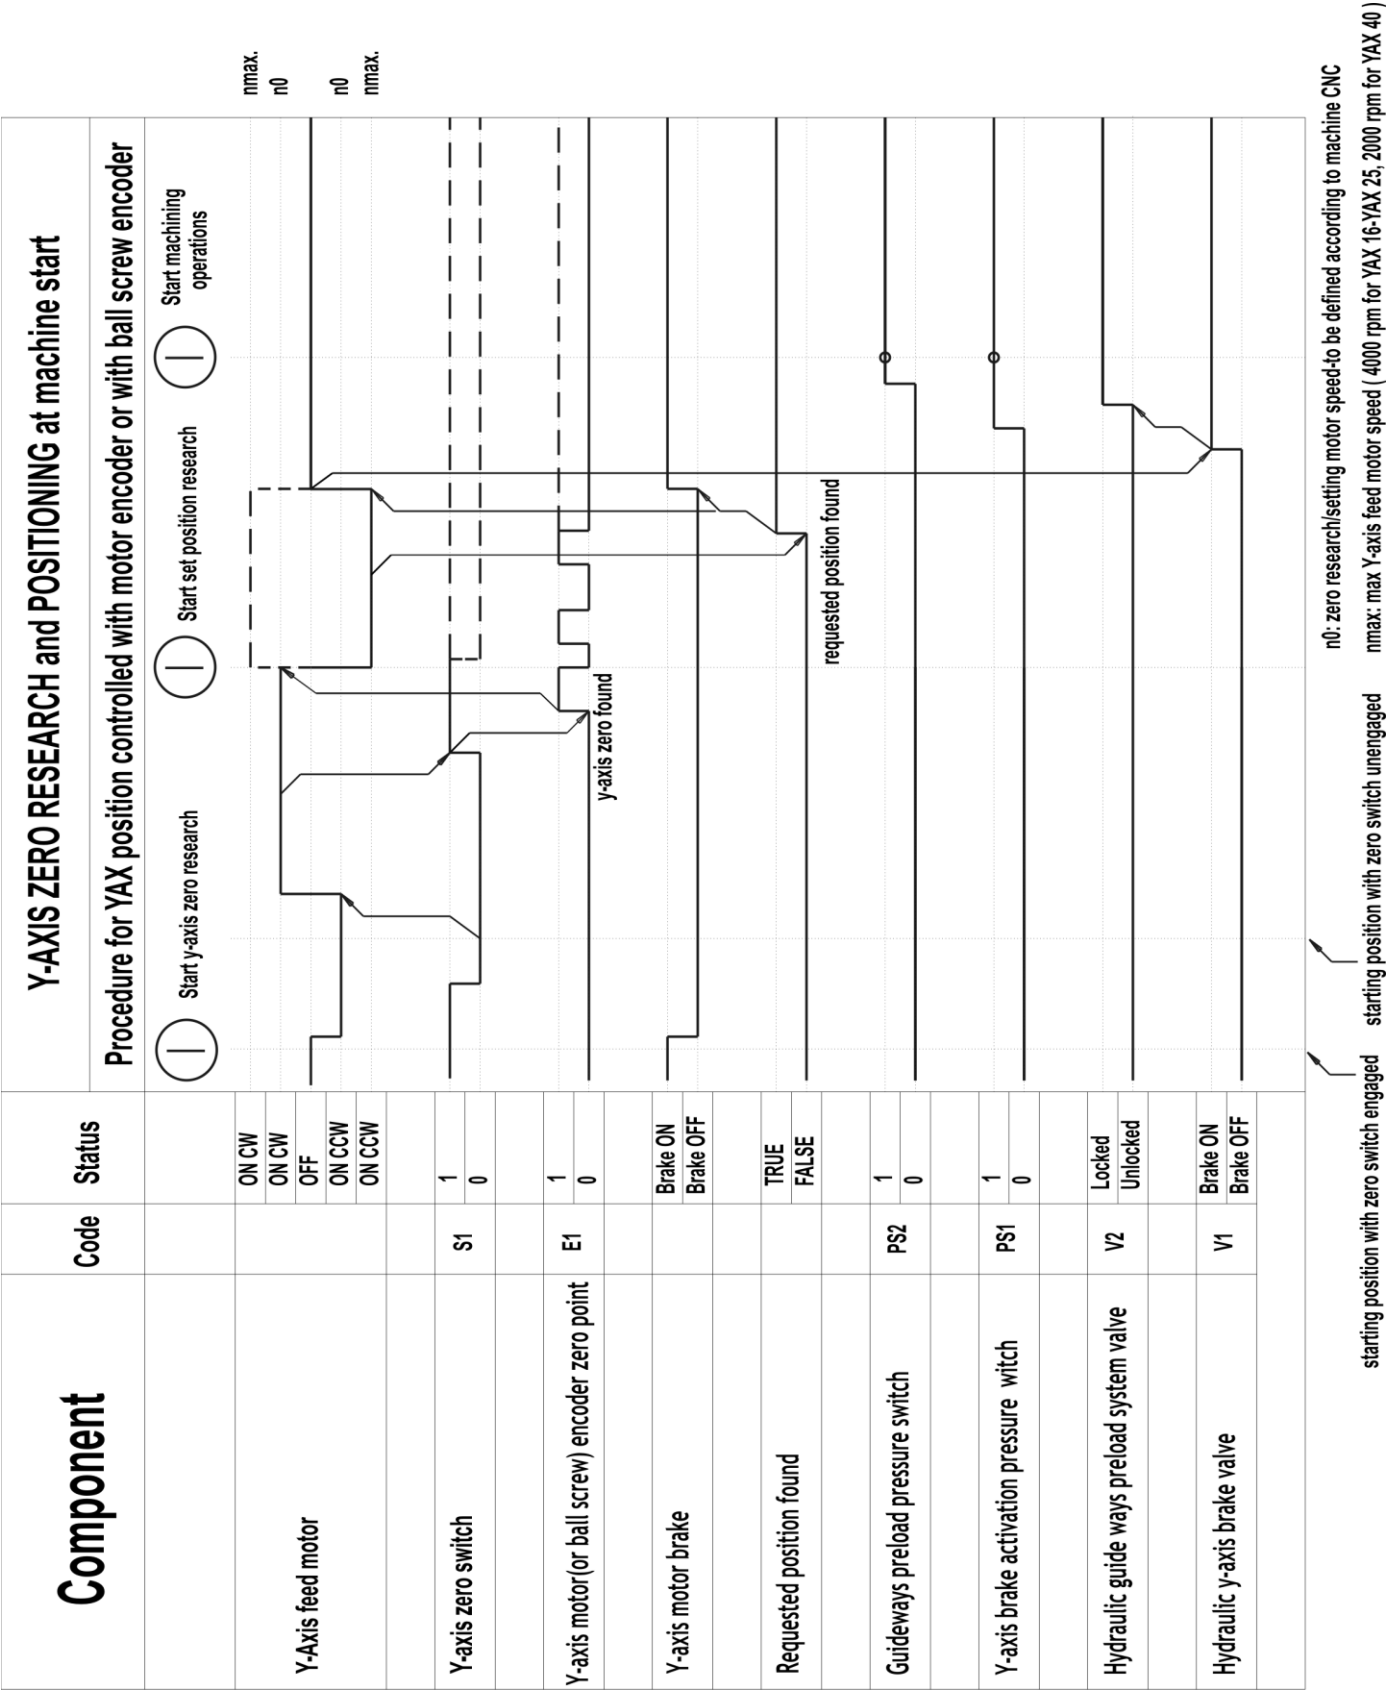 Component
Code
Status
Y-AXIS ZERO RESEARCH and POSITIONING at machine start
Procedure for YAX position controlled with motor encoder or with ball screw encoder
Start y-axis zero research
Start set position research
Start machining
operations
Y-Axis feed motor
ON CW
nmax.
ON CW
n0
OFF
ON CCW
n0
ON CCW
nmax.
Y-axis zero switch
S1
1
0
Y-axis motor(or ball screw) encoder zero point
E1
1
0
y-axis zero found
Y-axis motor brake
Brake ON
Brake OFF
Requested position found
TRUE
FALSE
requested position found
Guideways preload pressure switch
PS2
1
0
Y-axis brake activation pressure witch
PS1
1
0
Hydraulic guide ways preload system valve
V2
Locked
Unlocked
Hydraulic y-axis brake valve
V1
Brake ON
Brake OFF
n0: zero research/setting motor speed-to be defined according to machine CNC
starting position with zero switch engaged
starting position with zero switch unengaged
nmax: max Y-axis feed motor speed ( 4000 rpm for YAX 16-YAX 25, 2000 rpm for YAX 40 )